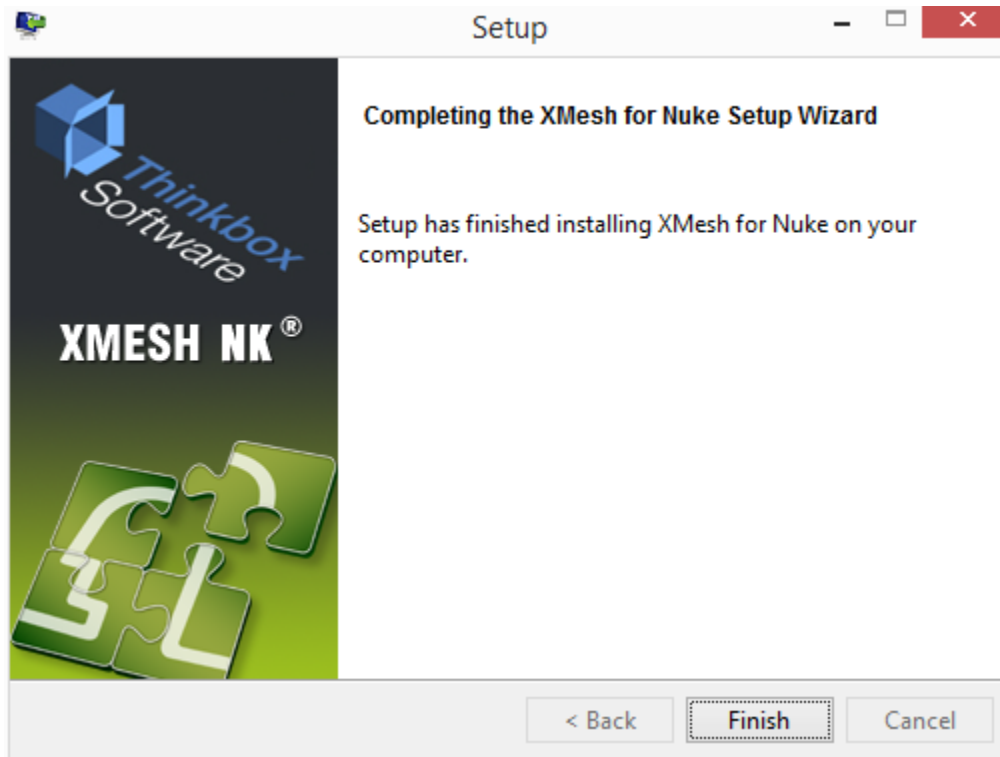 Setup
Thinkbox
Software
XMESH NK®
Completing the XMesh for Nuke Setup Wizard
Setup has finished installing XMesh for Nuke on your
computer.
< Back
Finish
Cancel